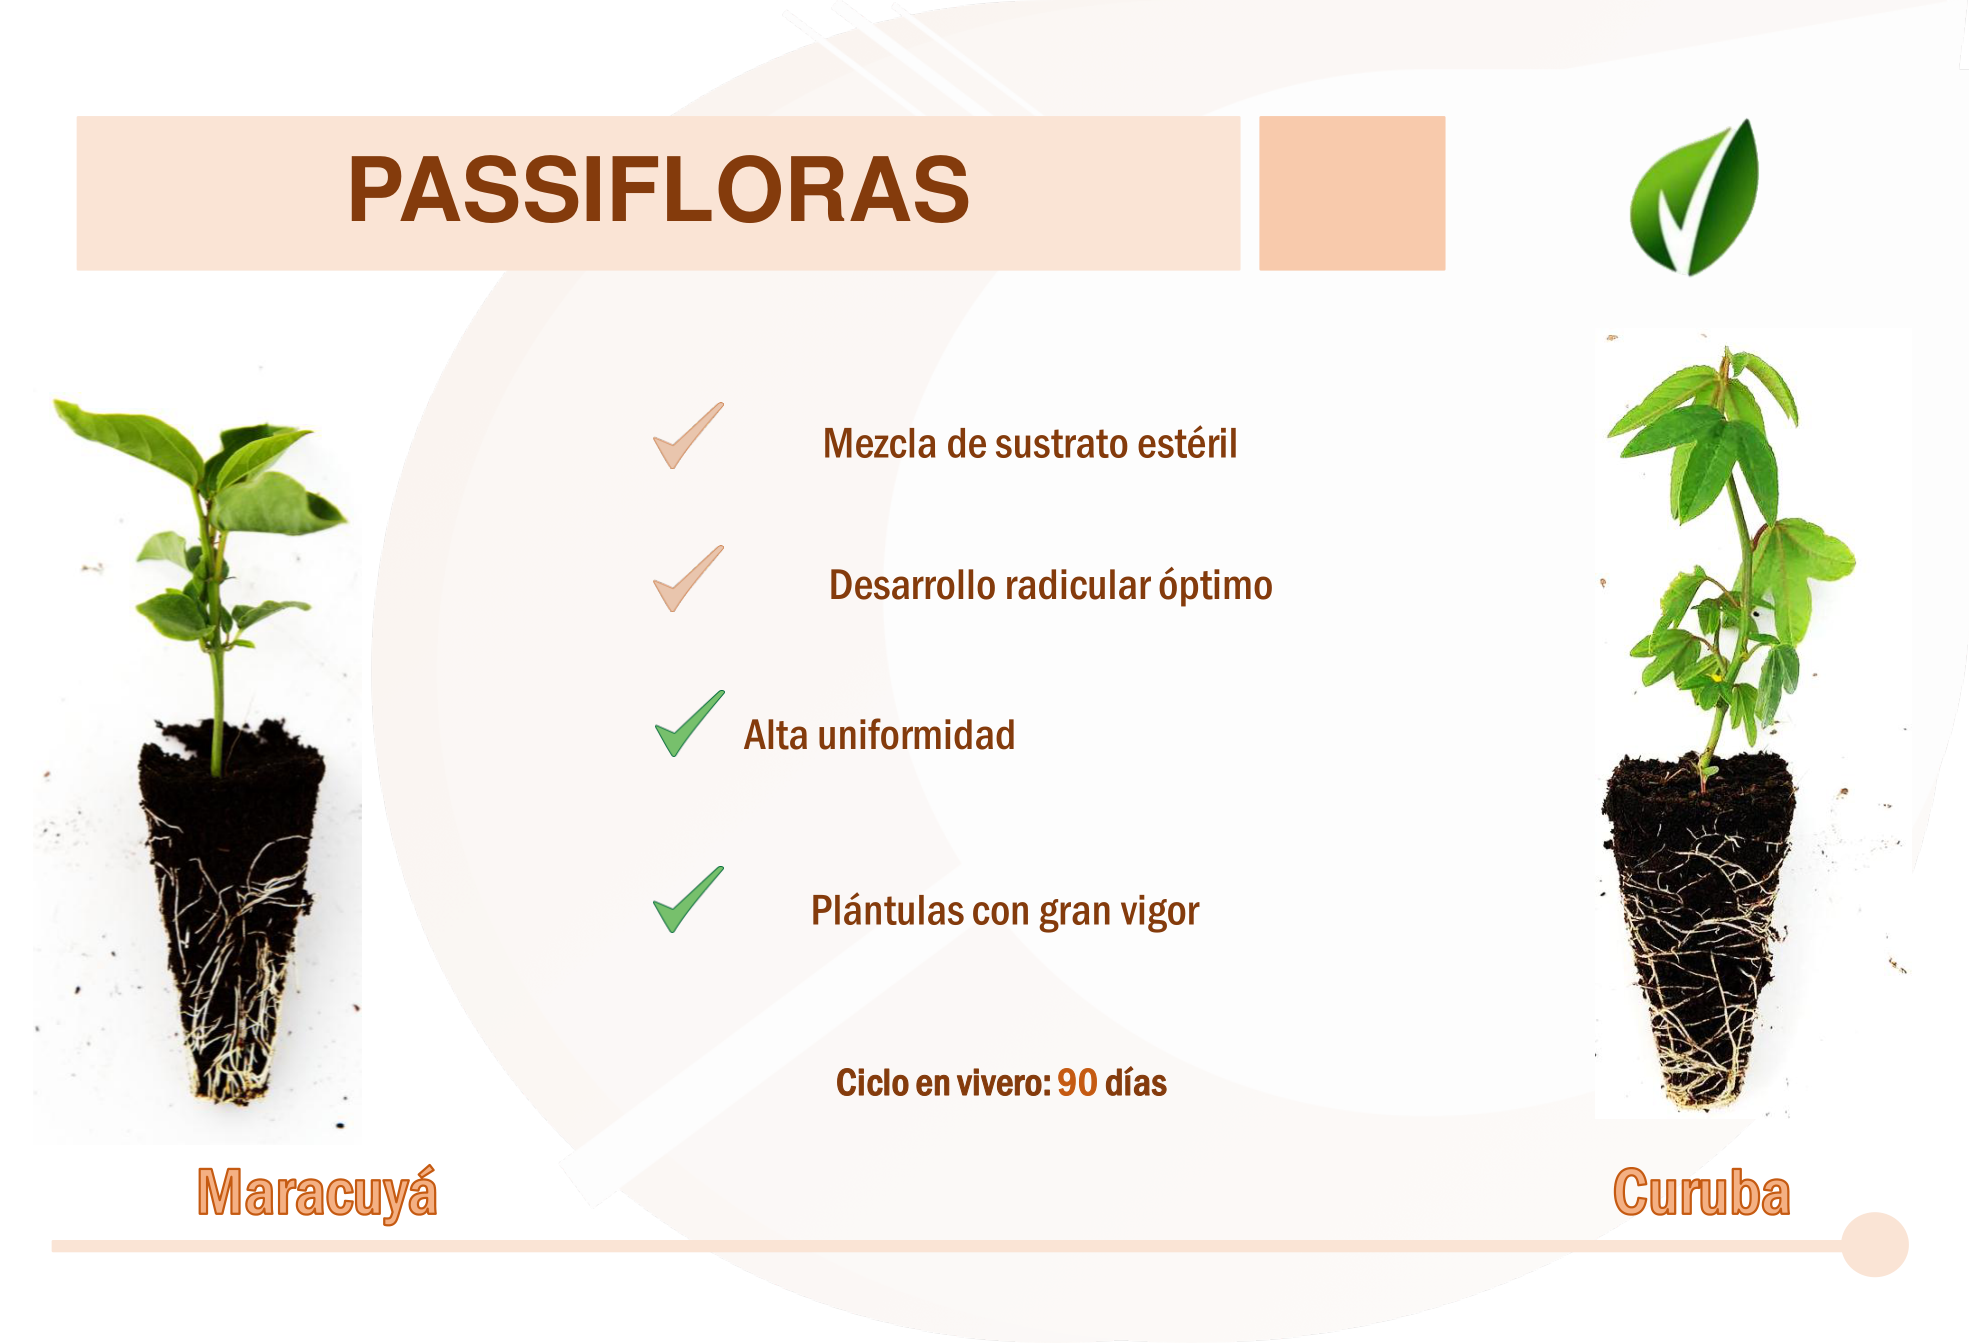 PASSIFLORAS
Mezcla de sustrato estéril
Desarrollo radicular óptimo
Alta uniformidad
Plántulas con gran vigor
Ciclo en vivero: 90 días
Maracuyá
Curuba